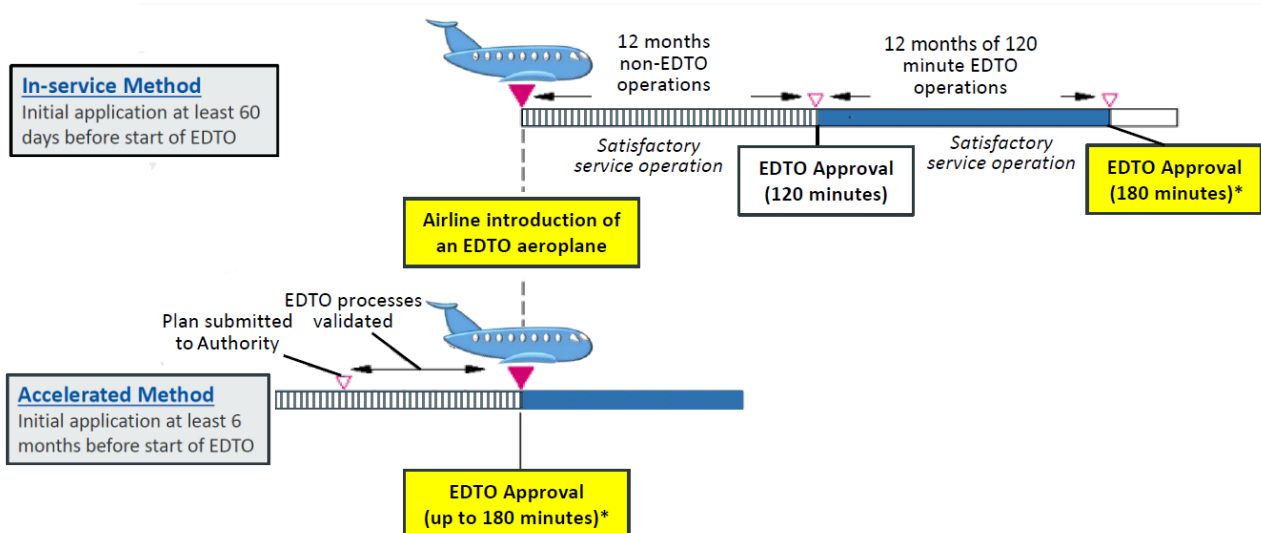 In-service Method
Initial application at least 60
days before start of EDTO
12 months
non-EDTO
operations
12 months of 120
minute EDTO
operations
Satisfactory
service operation
EDTO Approval
(120 minutes)
Satisfactory
service operation
EDTO Approval
(180 minutes)*
Airline introduction of
an EDTO aeroplane
Plan submitted
to Authority
EDTO processes
validated
Accelerated Method
Initial application at least 6
months before start of EDTO
EDTO Approval
(up to 180 minutes)*